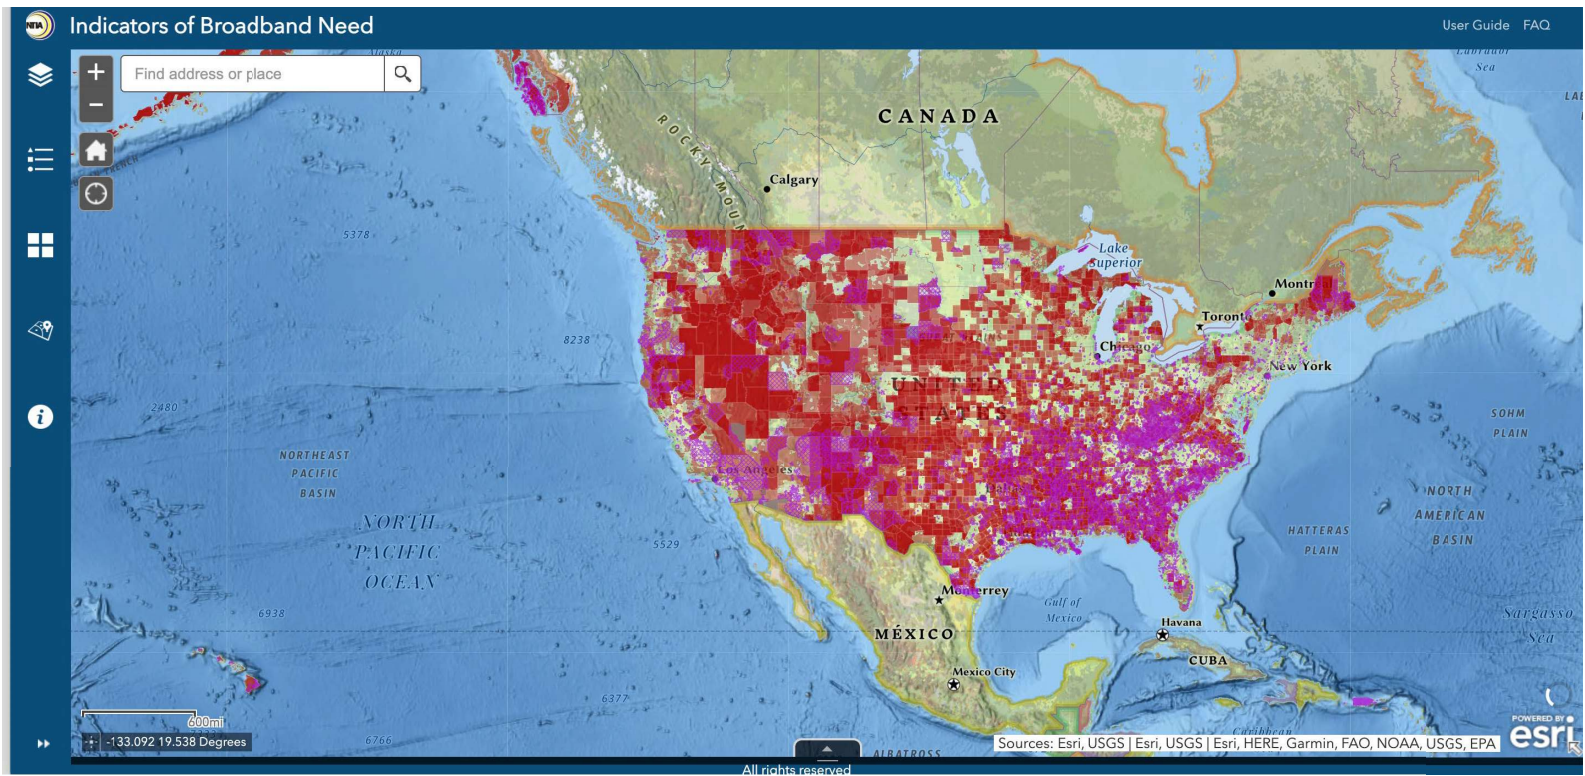 NTIA Indicators of Broadband Need
User Guide FAQ
Find address or place
Alaska
Labrador
Sea
CANADA
ROCKY MOUN
Calgary
5378
Lake
Superior
Montr
Toronto
8238
Chicago
New York
UNITED
STATES
2480
SOHM
PLAIN
NORTHEAST
PACIFIC
BASIN
Los Angeles
NORTH
AMERICAN
BASIN
NORTH
PACIFIC
OCEAN
5529
HATTERAS
PLAIN
6938
Monterrey
Gulf of
Mexico
Havana
Sargasso
Sea
MÉXICO
CUBA
Mexico City
6377
600mi
-133.092 19.538 Degrees
6766
ALBATROSS
Caribbean
Sources: Esri, USGS | Esri, USGS | Esri, HERE, Garmin, FAO, NOAA, USGS, EPA
POWERED BY
esri
All rights reserved